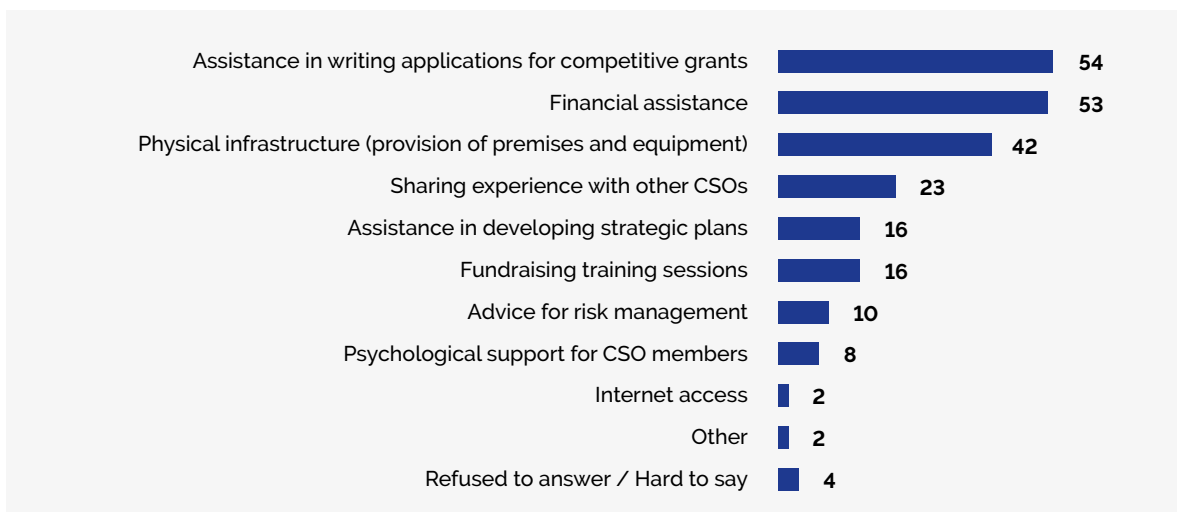 Assistance in writing applications for competitive grants 54
Financial assistance 53
Physical infrastructure (provision of premises and equipment) 42
Sharing experience with other CSOs 23
Assistance in developing strategic plans 16
Fundraising training sessions 16
Advice for risk management 10
Psychological support for CSO members 8
Internet access 2
Other 2
Refused to answer / Hard to say 4